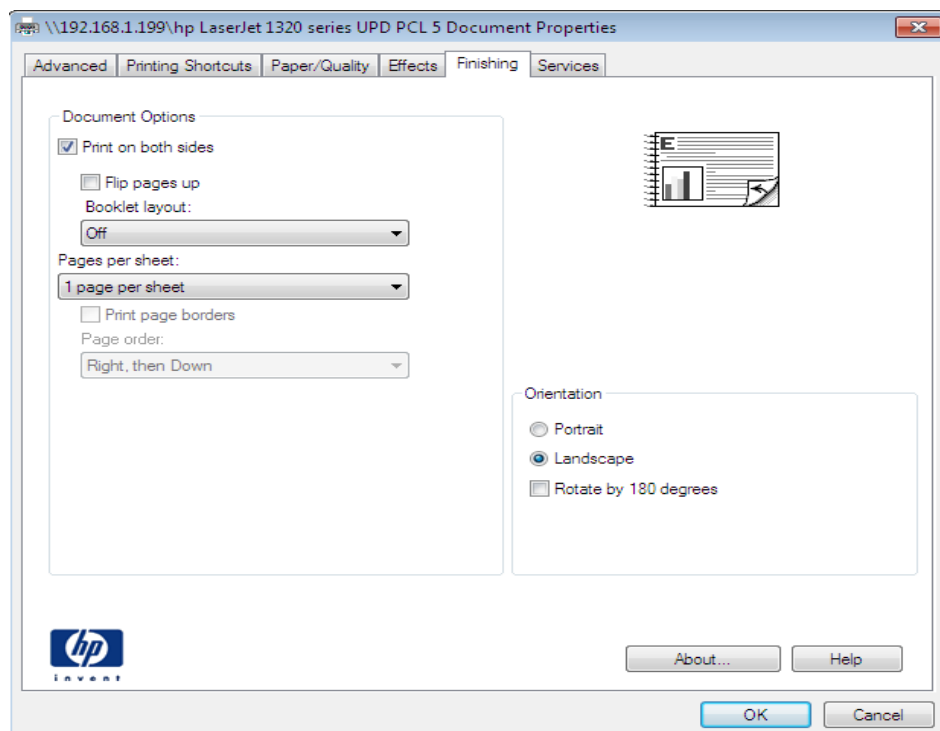 \\192.168.1.199\hp LaserJet 1320 series UPD PCL 5 Document Properties
Advanced Printing Shortcuts Paper/Quality Effects Finishing Services
Document Options
Print on both sides
Flip pages up
Booklet layout:
Off
Pages per sheet:
1 page per sheet
Print page borders
Page order:
Right, then Down
E
Orientation
Portrait
Landscape
Rotate by 180 degrees
hp
invent
About... Help
OK Cancel